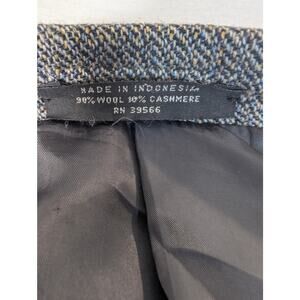 MADE IN INDONESIA
90% WOOL 10% CASHMERE
RN 39566